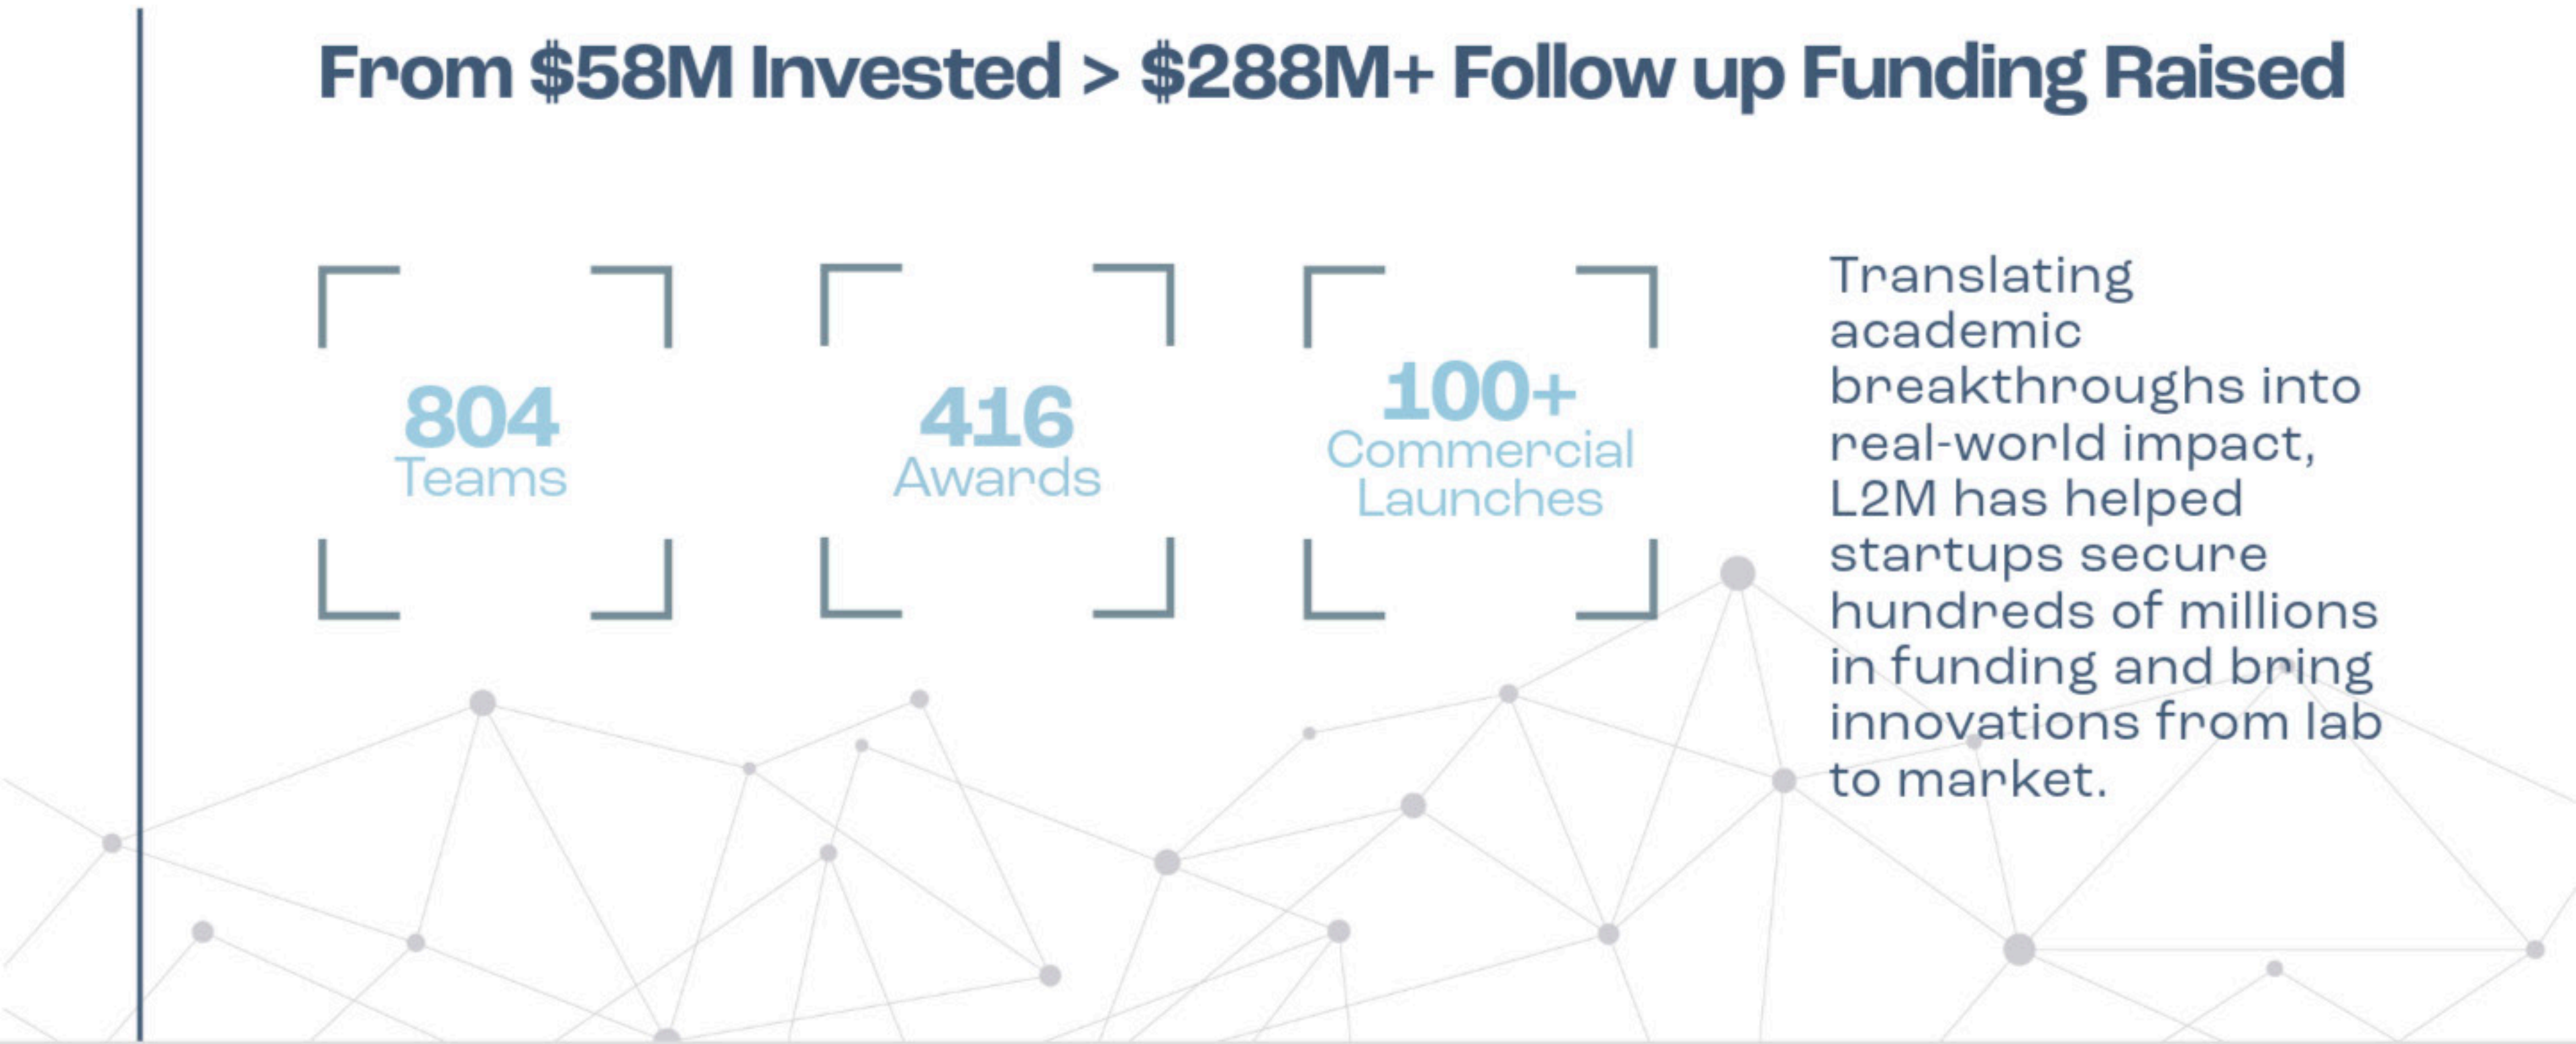 From $58M Invested > $288M+ Follow up Funding Raised
804
Teams
416
Awards
100+
Commercial
Launches
Translating
academic
breakthroughs into
real-world impact,
L2M has helped
startups secure
hundreds of millions
in funding and bring
innovations from lab
to market.